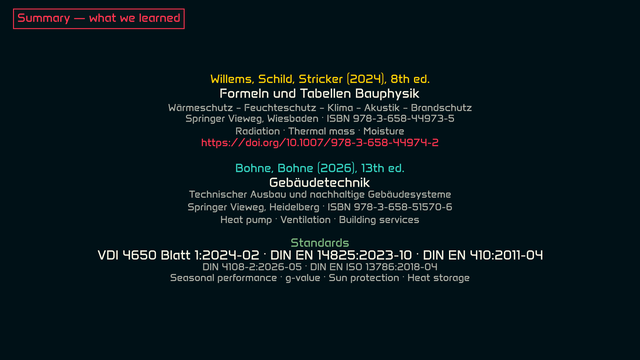 Summary — what we learned
Willems, Schild, Stricker (2024), 8th ed.
Formeln und Tabellen Bauphysik
Wärmeschutz – Feuchteschutz – Klima – Akustik – Brandschutz
Springer Vieweg, Wiesbaden · ISBN 978-3-658-44973-5
Radiation · Thermal mass · Moisture
https://doi.org/10.1007/978-3-658-44974-2
Bohne, Bohne (2026), 13th ed.
Gebäudetechnik
Technischer Ausbau und nachhaltige Gebäudesysteme
Springer Vieweg, Heidelberg · ISBN 978-3-658-51570-6
Heat pump · Ventilation · Building services
Standards
VDI 4650 Blatt 1:2024-02 · DIN EN 14825:2023-10 · DIN EN 410:2011-04
DIN 4108-2:2026-05 · DIN EN ISO 13786:2018-04
Seasonal performance · g-value · Sun protection · Heat storage